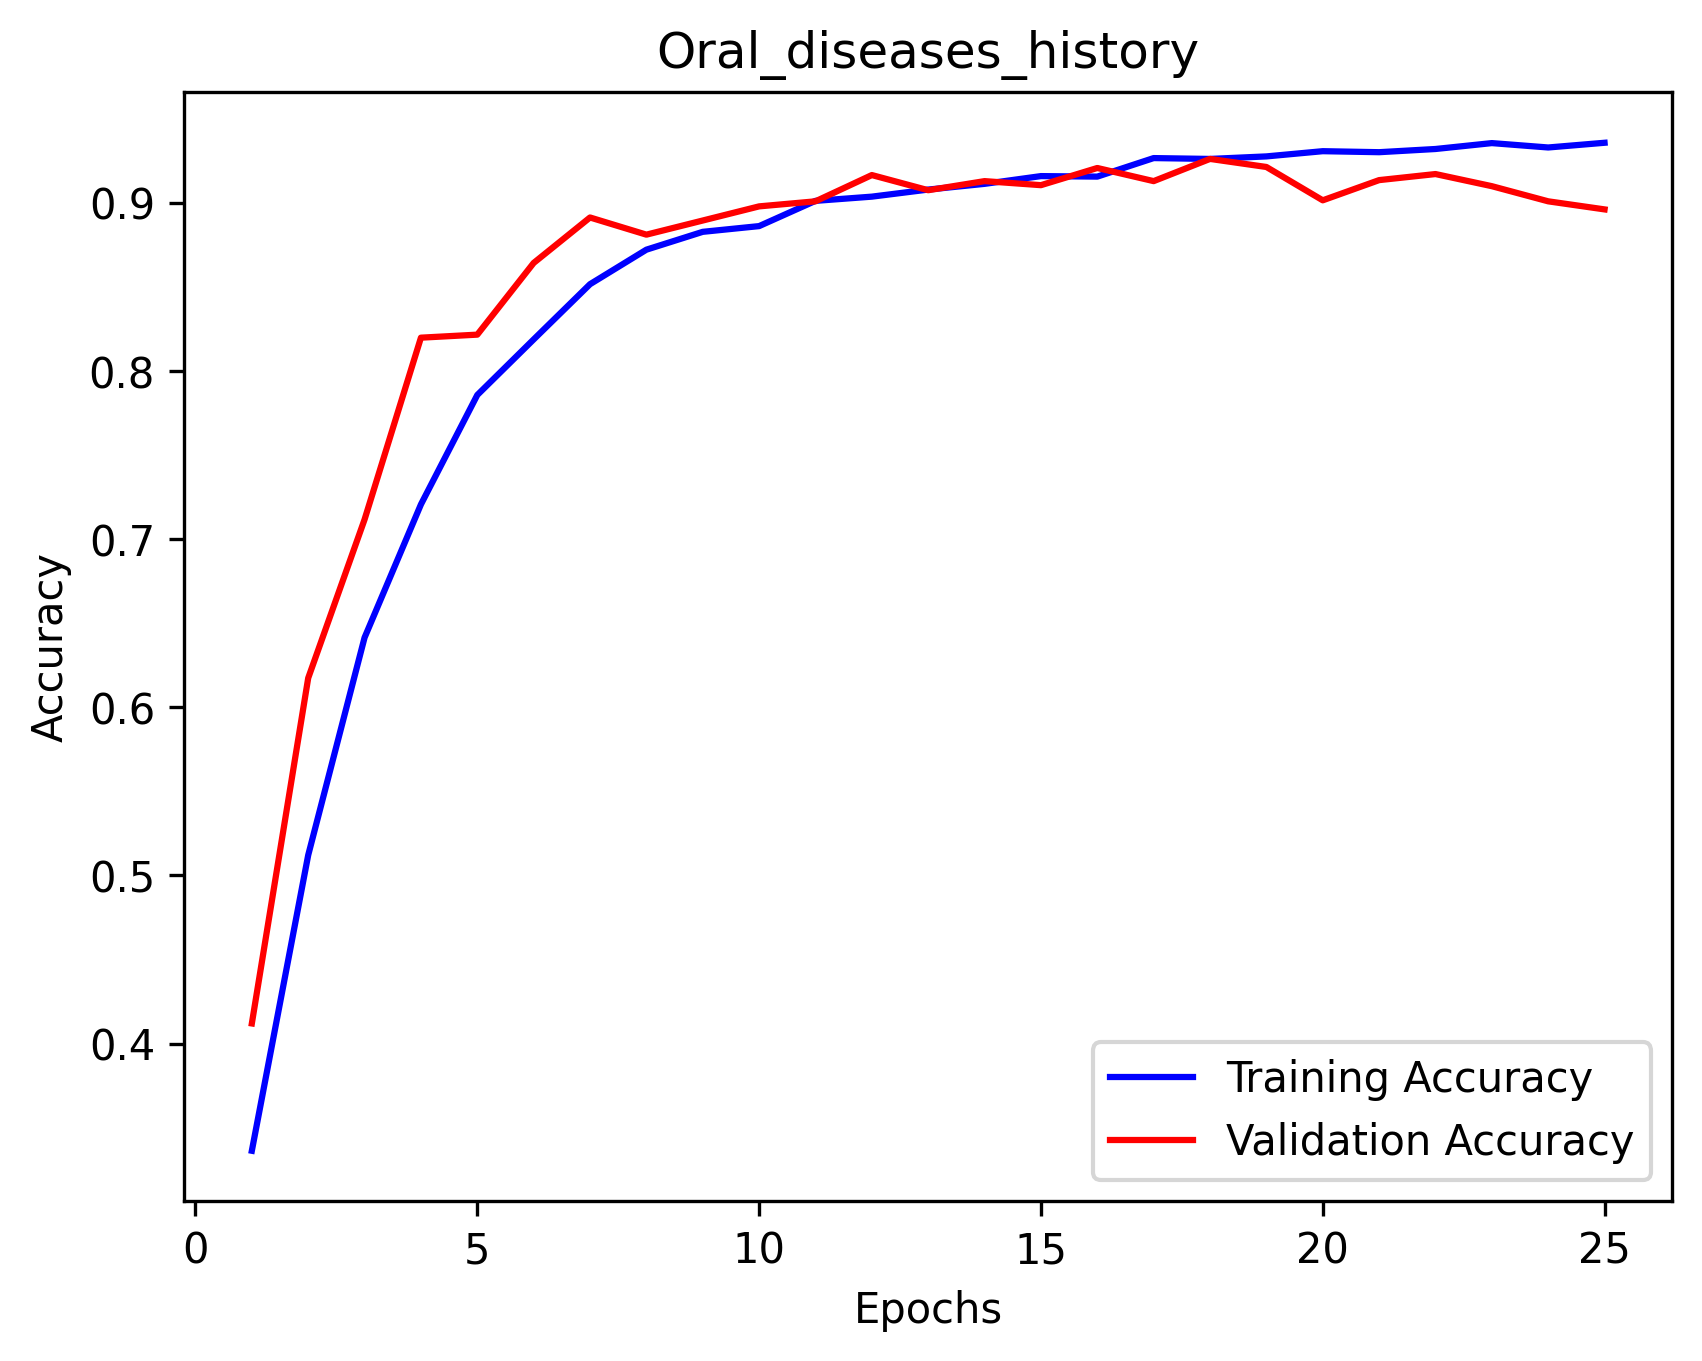 Oral_diseases_history
Accuracy
0.9
0.8
0.7
0.6
0.5
0.4
0 5 10 15 20 25
Epochs
Training Accuracy
Validation Accuracy